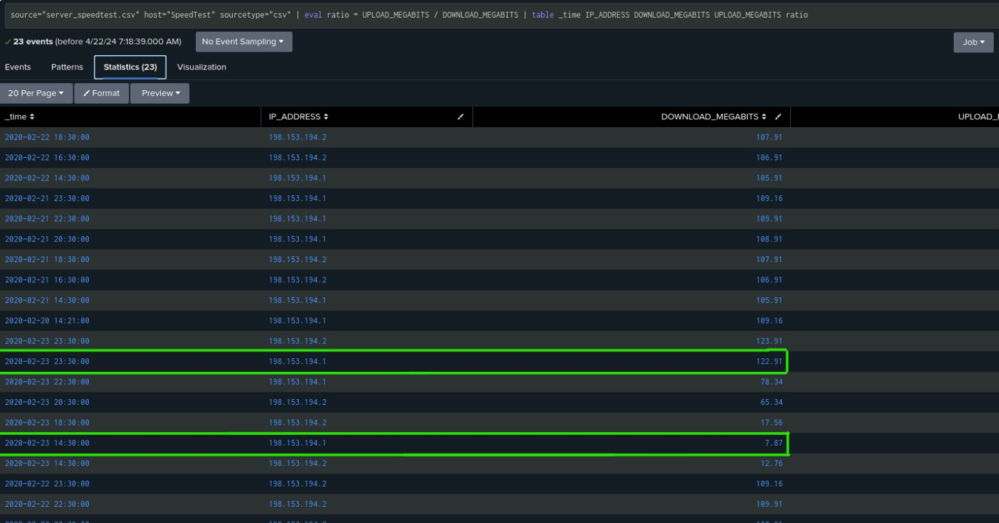 source="server_speedtest.csv" host="SpeedTest" sourcetype="csv" | eval ratio = UPLOAD_MEGABITS / DOWNLOAD_MEGABITS | table _time IP_ADDRESS DOWNLOAD_MEGABITS UPLOAD_MEGABITS ratio
23 events (before 4/22/24 7:18:39.000 AM) No Event Sampling
Job
Events Patterns Statistics (23) Visualization
20 Per Page Format Preview
_time IP_ADDRESS DOWNLOAD_MEGABITS UPLOAD_
2020-02-22 18:30:00 198.153.194.2 107.91
2020-02-22 16:30:00 198.153.194.2 106.91
2020-02-22 14:30:00 198.153.194.1 105.91
2020-02-21 23:30:00 198.153.194.1 109.16
2020-02-21 22:30:00 198.153.194.1 109.91
2020-02-21 20:30:00 198.153.194.1 108.91
2020-02-21 18:30:00 198.153.194.2 107.91
2020-02-21 16:30:00 198.153.194.2 106.91
2020-02-21 14:30:00 198.153.194.1 105.91
2020-02-20 14:21:00 198.153.194.1 109.16
2020-02-23 23:30:00 198.153.194.2 123.91
2020-02-23 23:30:00 198.153.194.1 122.91
2020-02-23 22:30:00 198.153.194.1 78.34
2020-02-23 20:30:00 198.153.194.2 65.34
2020-02-23 18:30:00 198.153.194.2 17.56
2020-02-23 14:30:00 198.153.194.1 7.87
2020-02-23 14:30:00 198.153.194.2 12.76
2020-02-22 23:30:00 198.153.194.2 109.16
2020-02-22 22:30:00 198.153.194.2 109.91